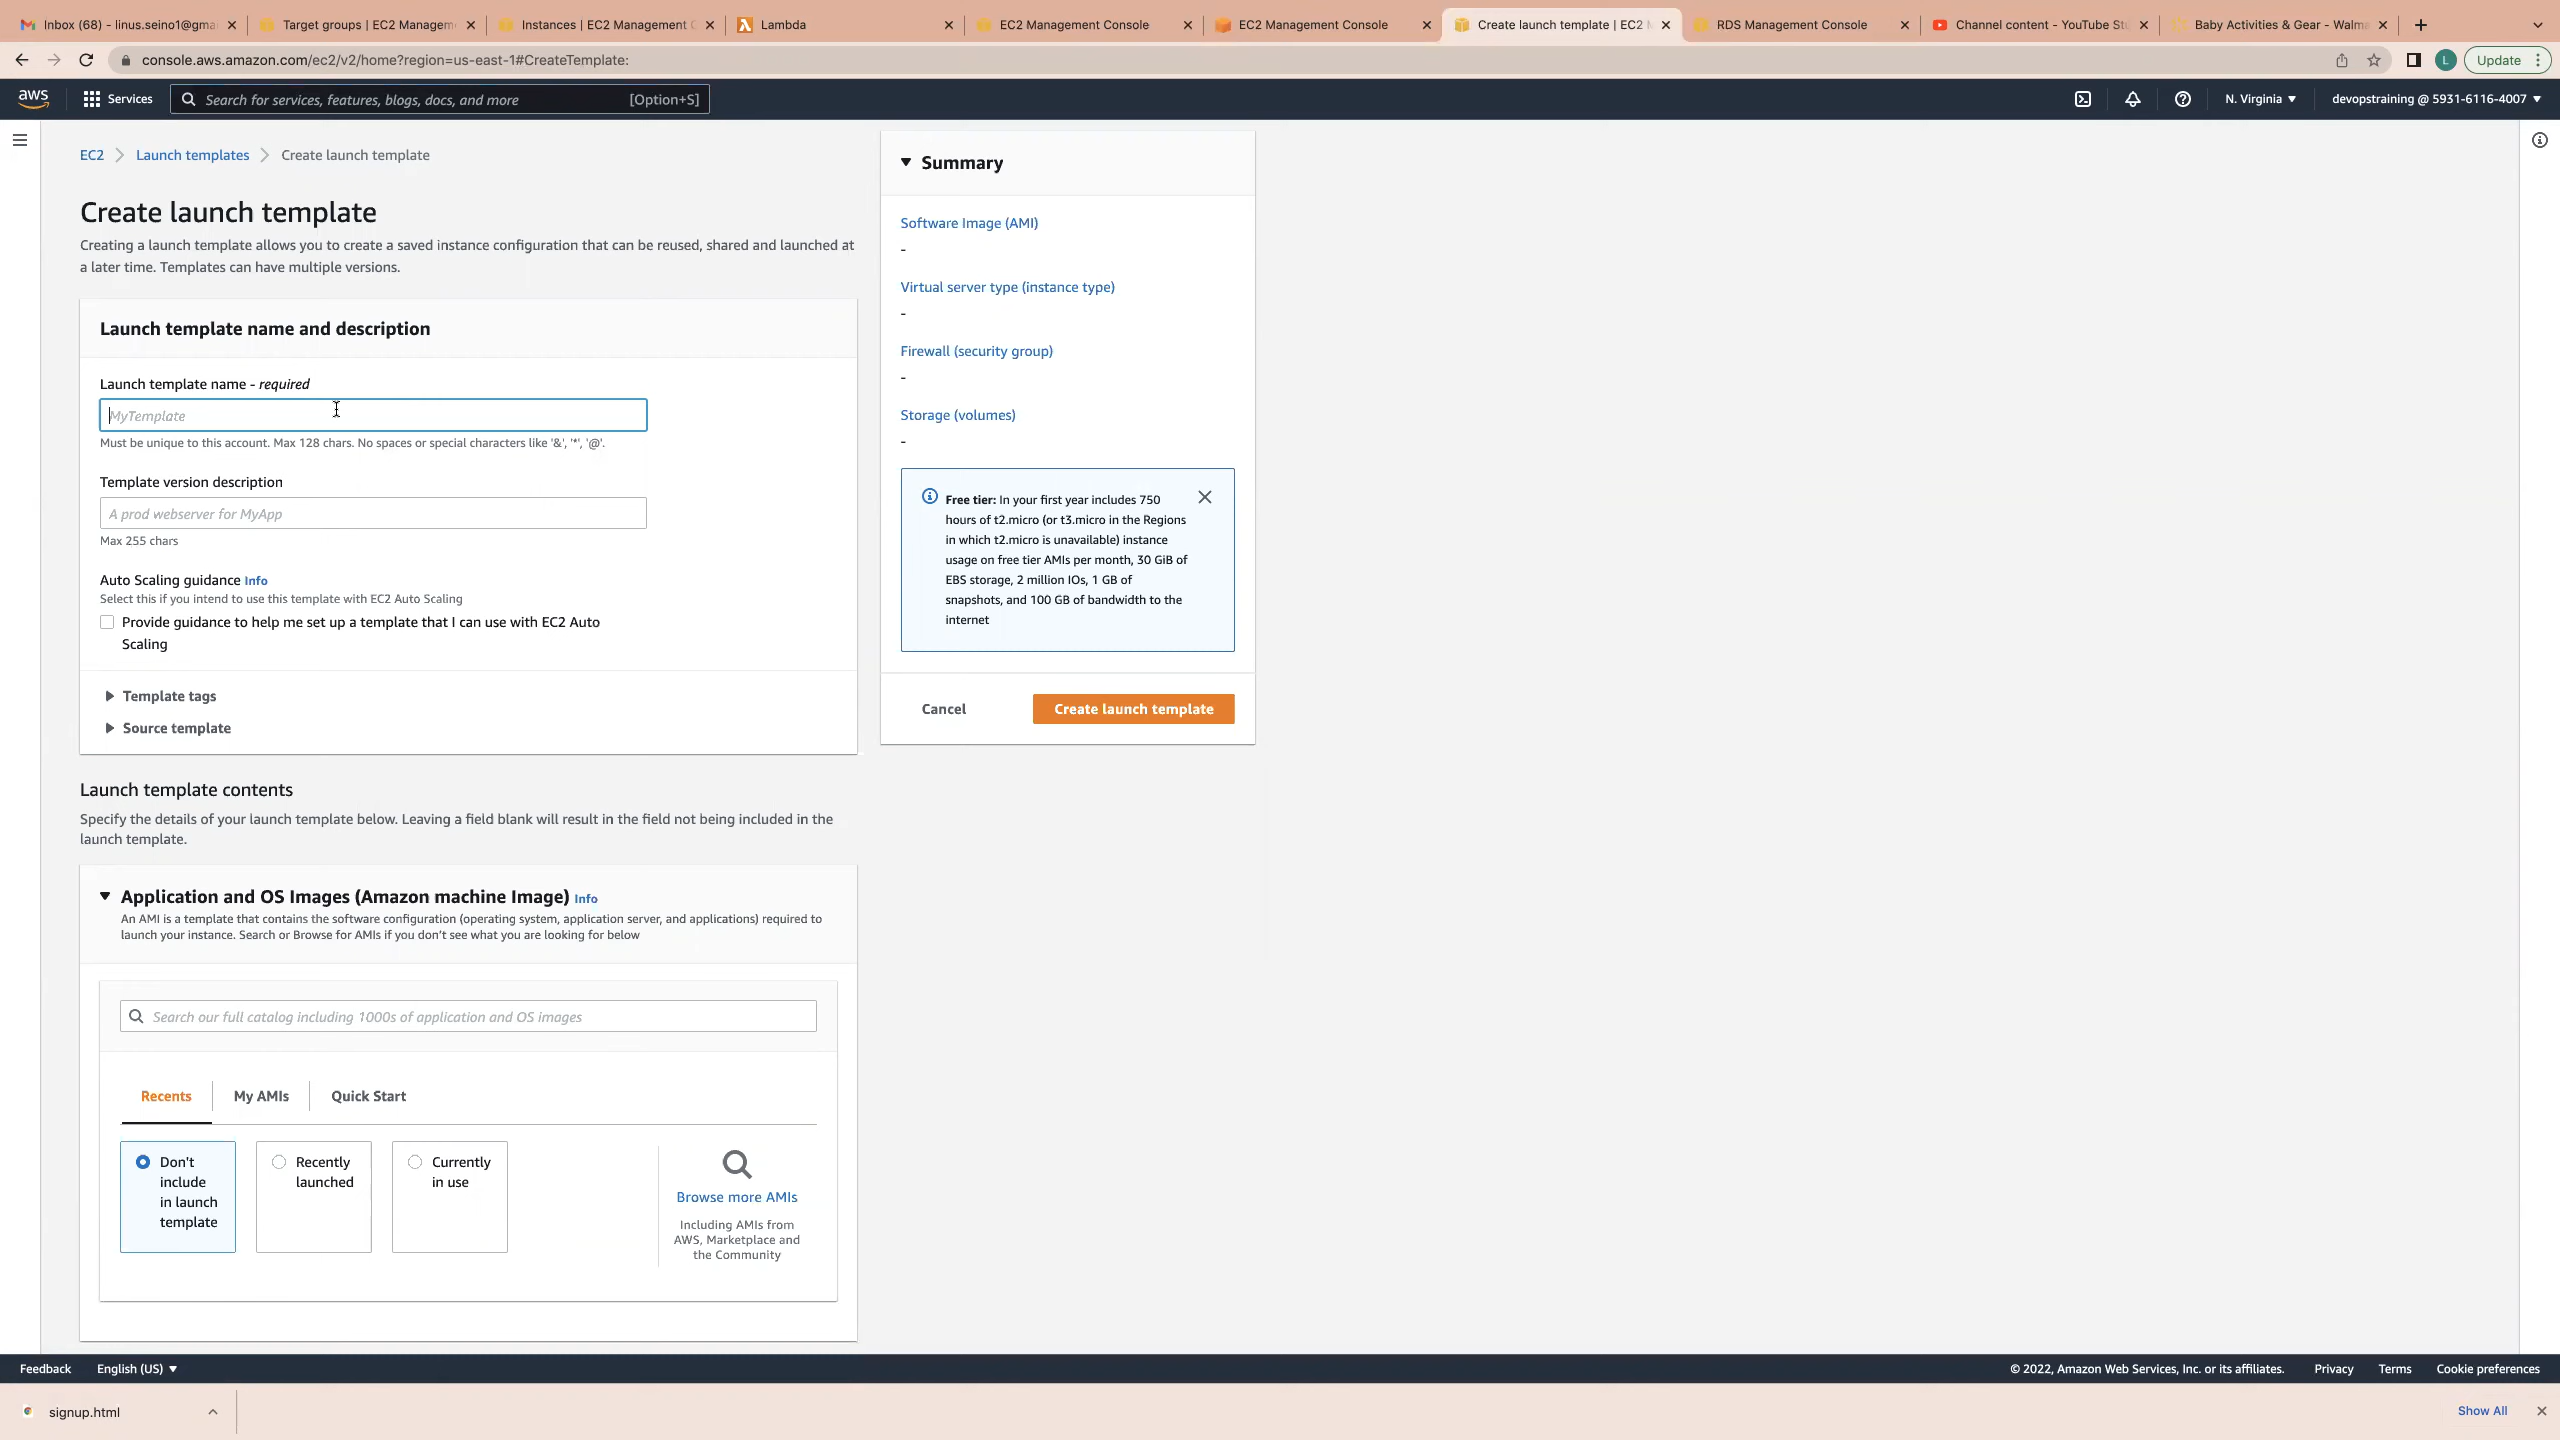 Inbox (68) - linus.seino1@gma
Target groups | EC2 Managem
Instances | EC2 Management C
Lambda
EC2 Management Console
EC2 Management Console
Create launch template | EC2 M
RDS Management Console
Channel content - YouTube Stu
Baby Activities & Gear - Walma
console.aws.amazon.com/ec2/v2/home?region=us-east-1#CreateTemplate:
L
Update
aws
Services
Search for services, features, blogs, docs, and more
[Option+S]
N. Virginia
devopstraining @ 5931-6116-4007
EC2
Launch templates
Create launch template
Create launch template
Creating a launch template allows you to create a saved instance configuration that can be reused, shared and launched at
a later time. Templates can have multiple versions.
Launch template name and description
Launch template name - required
MyTemplate
Must be unique to this account. Max 128 chars. No spaces or special characters like '&', '*', '@'.
Template version description
A prod webserver for MyApp
Max 255 chars
Auto Scaling guidance Info
Select this if you intend to use this template with EC2 Auto Scaling
Provide guidance to help me set up a template that I can use with EC2 Auto
Scaling
Template tags
Source template
Launch template contents
Specify the details of your launch template below. Leaving a field blank will result in the field not being included in the
launch template.
Application and OS Images (Amazon machine Image) Info
An AMI is a template that contains the software configuration (operating system, application server, and applications) required to
launch your instance. Search or Browse for AMIs if you don't see what you are looking for below
Search our full catalog including 1000s of application and OS images
Recents
My AMIs
Quick Start
Don't
include
in launch
template
Recently
launched
Currently
in use
Browse more AMIs
Including AMIs from
AWS, Marketplace and
the Community
Summary
Software Image (AMI)
-
Virtual server type (instance type)
-
Firewall (security group)
-
Storage (volumes)
-
Free tier: In your first year includes 750
hours of t2.micro (or t3.micro in the Regions
in which t2.micro is unavailable) instance
usage on free tier AMIs per month, 30 GiB of
EBS storage, 2 million IOs, 1 GB of
snapshots, and 100 GB of bandwidth to the
internet
Cancel
Create launch template
Feedback
English (US)
© 2022, Amazon Web Services, Inc. or its affiliates.
Privacy
Terms
Cookie preferences
signup.html
Show All